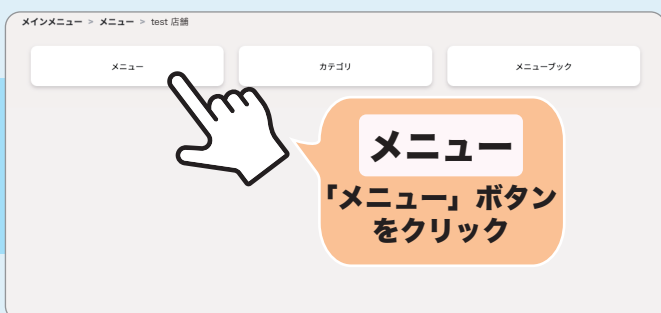 メインメニュー > メニュー > test 店舗
メニュー カテゴリ メニューブック
メニュー
「メニュー」ボタン
をクリック